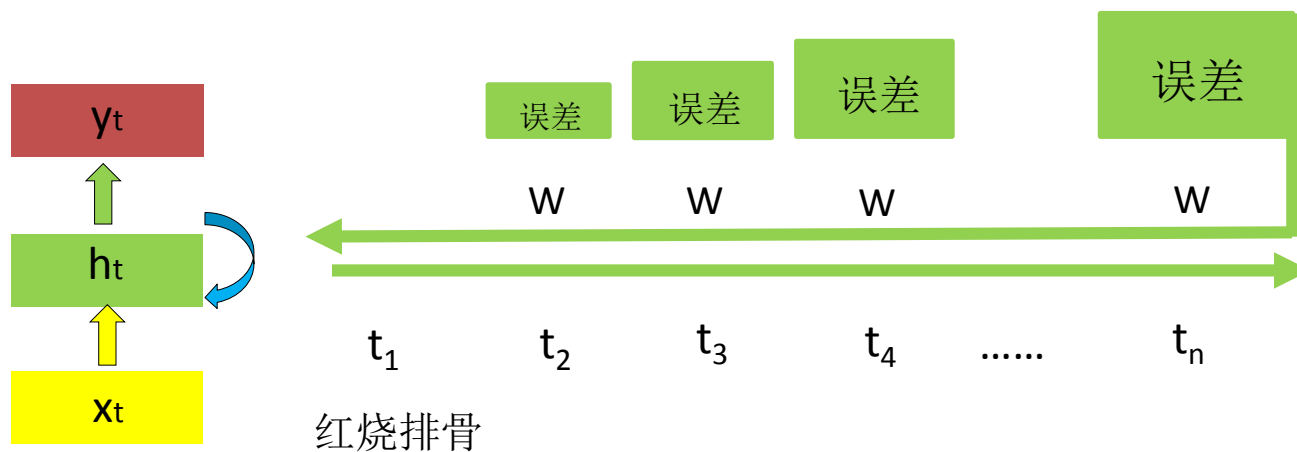 yt
ht
xt
误差 误差 误差 误差
W W W W
t₁ t₂ t₃ t₄ …… tₙ
红烧排骨